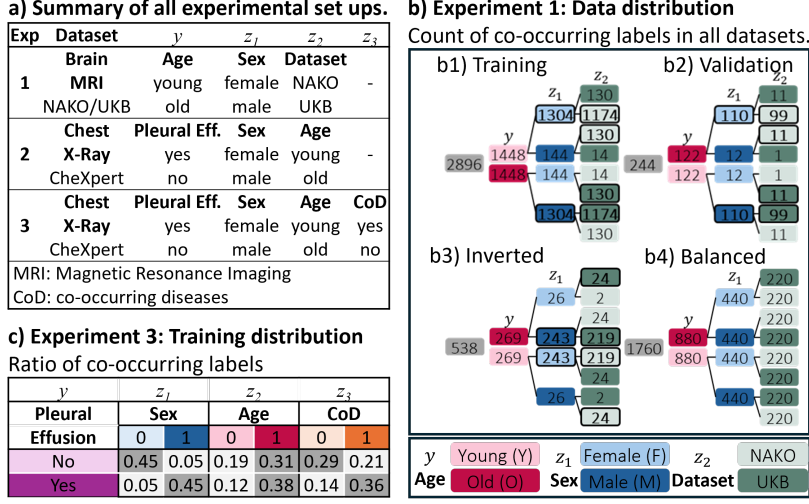 a) Summary of all experimental set ups.
Exp Dataset y z1 z2 z3
Brain Age Sex Dataset
1 MRI young female NAKO -
NAKO/UKB old male UKB
Chest Pleural Eff. Sex Age
2 X-Ray yes female young -
CheXpert no male old
Chest Pleural Eff. Sex Age CoD
3 X-Ray yes female young yes
CheXpert no male old no
MRI: Magnetic Resonance Imaging
CoD: co-occurring diseases
c) Experiment 3: Training distribution
Ratio of co-occurring labels
y z1 z2 z3
Pleural Sex Age CoD
Effusion 0 1 0 1 0 1
No 0.45 0.05 0.19 0.31 0.29 0.21
Yes 0.05 0.45 0.12 0.38 0.14 0.36
b) Experiment 1: Data distribution
Count of co-occurring labels in all datasets.
b1) Training
z2
z1 130
1304 1174
y 130
1448 144 14
2896
1448 144 14
130
1304 1174
130
b2) Validation
z2
z1 11
110 99
y 11
122 12 1
244
122 12 1
11
110 99
11
b3) Inverted
z1 24
26 2
y 24
269 243 219
538
269 243 219
24
26 2
24
b4) Balanced
z1 220
440 220
y 220
880 440 220
1760
880 440 220
220
440 220
220
y Young (Y) z1 Female (F) z2 NAKO
Age Old (O) Sex Male (M) Dataset UKB